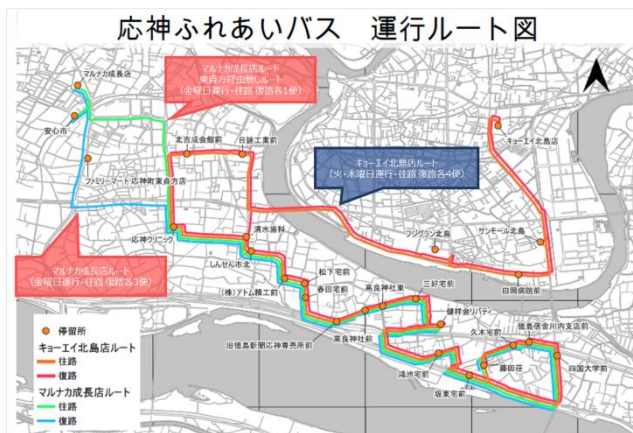 応神ふれあいバス 運行ルート図
マルナカ成長店
マルナカ成長店ルート
東貞方経由無しルート
(金曜日運行・往路 復路各1便)
安心市
北吉成会館前
日建工業前
キョーエイ北島店
キョーエイ北島店ルート
(火・木曜日運行・往路 復路各4便)
ファミリーマート 応神町東貞方店
応神クリニック
清水歯科
フジグラン北島
サンモール北島
しんせん市北
マルナカ成長店ルート
(金曜日運行・往路 復路各3便)
(株)アトム精工前
松下宅前
春田宅前
高良神社東
三好宅前
田岡病院前
健祥会リバティ
停留所
キョーエイ北島店ルート
往路
復路
マルナカ成長店ルート
往路
復路
旧徳島新聞応神専売所前
高良神社前
久木宅前
徳島信金川内支店前
鴻池宅前
藤田荘
四国大学前
坂東宅前